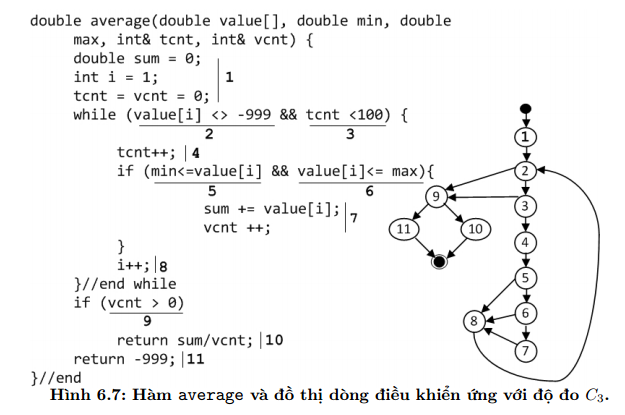 double average(double value[], double min, double
max, int& tcnt, int& vcnt) {
double sum = 0;
int i = 1;
1
tcnt = vcnt = 0;
while (value[i] <> -999 && tcnt <100) {
2 3
tcnt++; |4
if (min<=value[i] && value[i]<= max){
5 6
sum += value[i];
7
vcnt ++;
}
i++;|8
}//end while
if (vcnt > 0)
9
return sum/vcnt; |10
return -999; |11
}//end
1
2
3
4
5
6
7
8
9
10
11
Hình 6.7: Hàm average và đồ thị dòng điều khiển ứng với độ đo C₃.